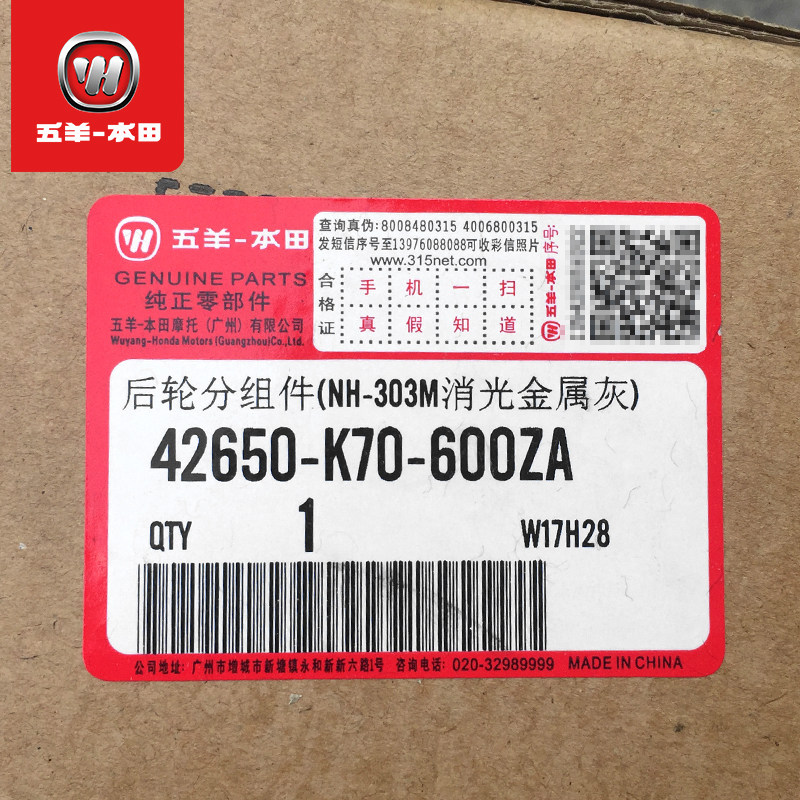 五羊-本田
五羊-本田
GENUINE PARTS
纯正零部件
五羊-本田摩托（广州）有限公司
Wuyang-Honda Motors (Guangzhou)Co.,Ltd.
查询真伪:8008480315 4006800315
发短信序号至13976088088可收彩信照片
www.315net.com
合格证
手机一扫
真假知道
序号:
五羊-本田
后轮分组件(NH-303M消光金属灰)
42650-K70-600ZA
QTY 1 W17H28
公司地址: 广州市增城市新塘镇永和新新六路1号 咨询电话: 020-32989999 MADE IN CHINA